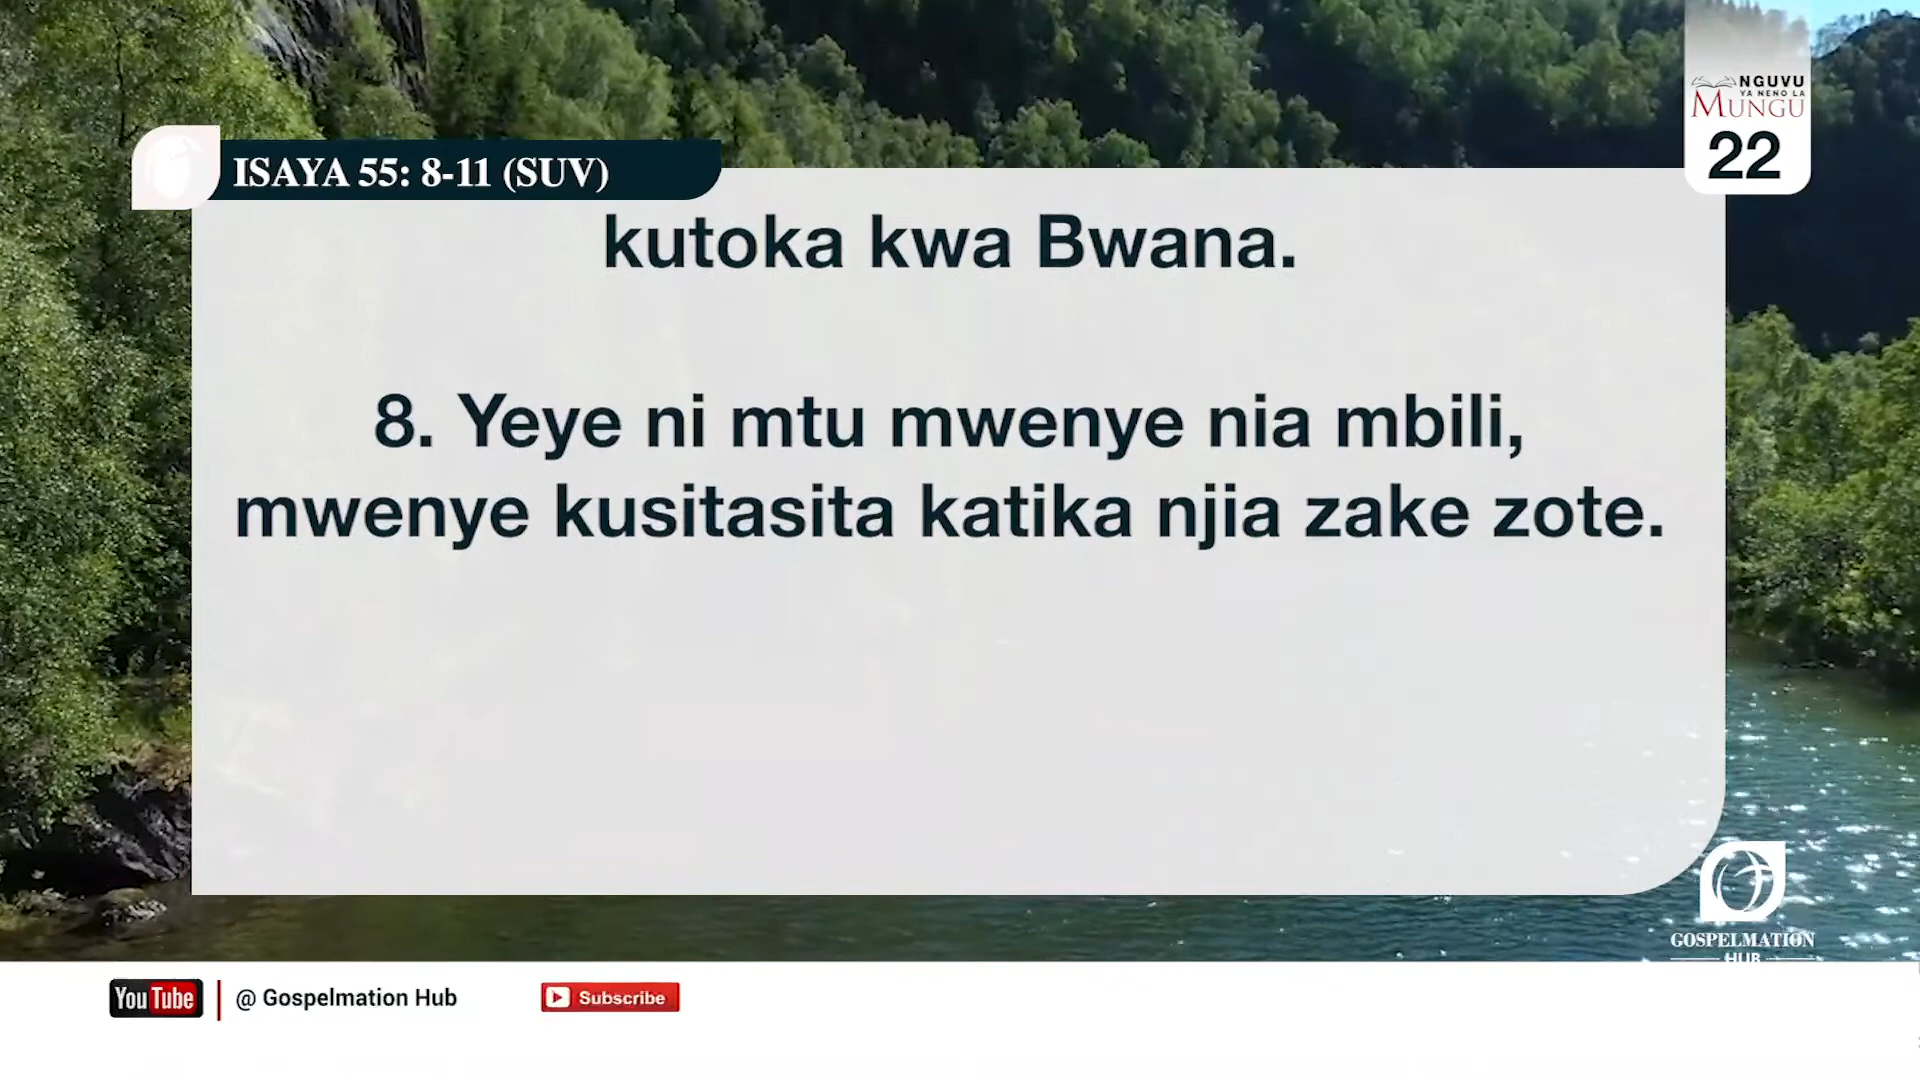 NGUVU
YA NENO LA
MUNGU
22
ISAYA 55: 8-11 (SUV)
kutoka kwa Bwana.
8. Yeye ni mtu mwenye nia mbili,
mwenye kusitasita katika njia zake zote.
GOSPELMATION
HUB
YouTube
@ Gospelmation Hub
Subscribe